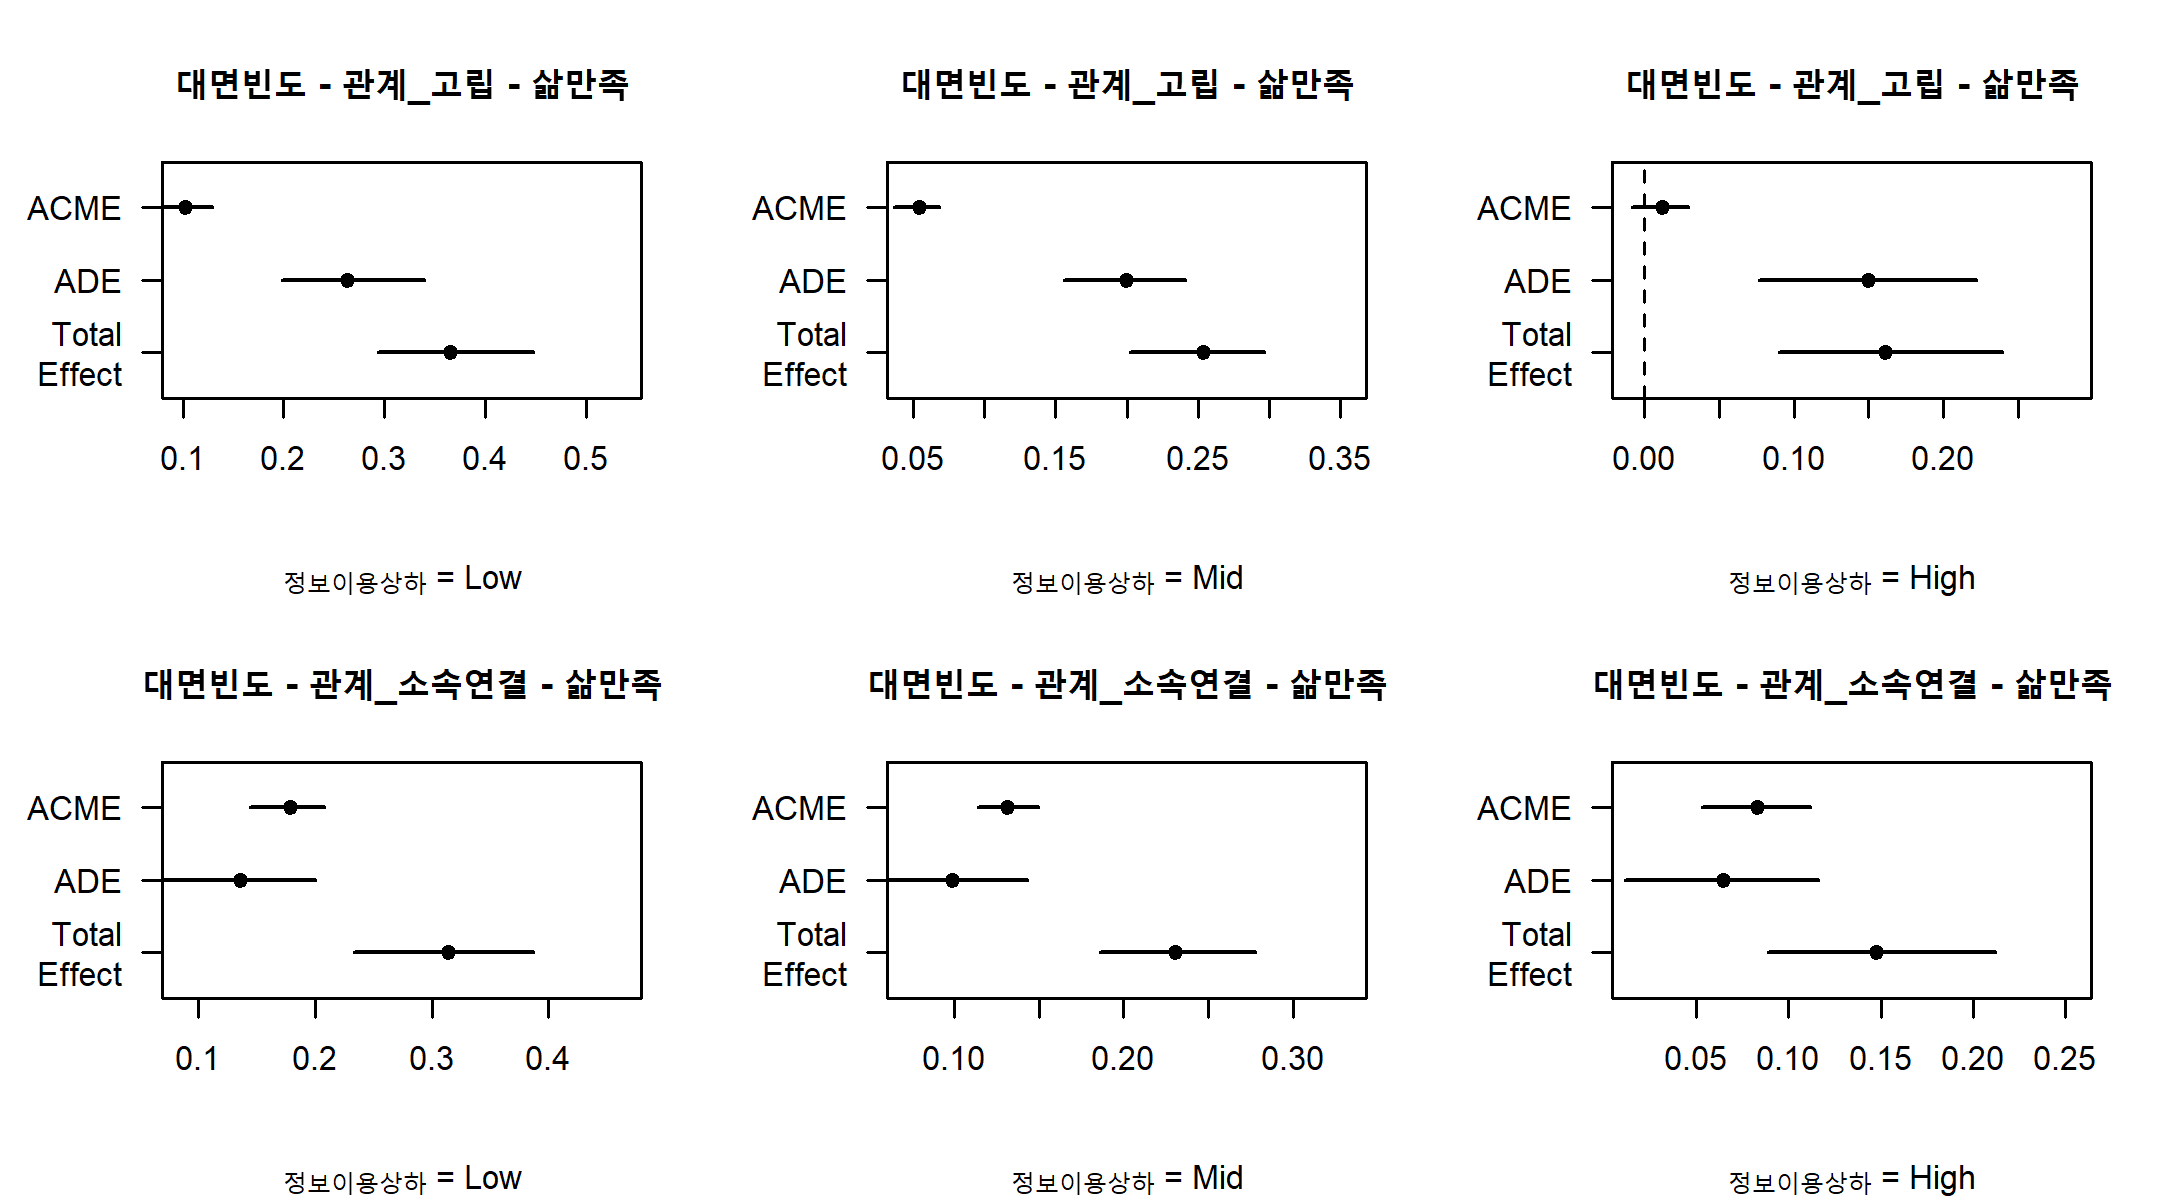 대면빈도 - 관계_고립 - 삶만족
ACME
ADE
Total
Effect
0.1 0.2 0.3 0.4 0.5
정보이용상하 = Low
대면빈도 - 관계_고립 - 삶만족
ACME
ADE
Total
Effect
0.05 0.15 0.25 0.35
정보이용상하 = Mid
대면빈도 - 관계_고립 - 삶만족
ACME
ADE
Total
Effect
0.00 0.10 0.20
정보이용상하 = High
대면빈도 - 관계_소속연결 - 삶만족
ACME
ADE
Total
Effect
0.1 0.2 0.3 0.4
정보이용상하 = Low
대면빈도 - 관계_소속연결 - 삶만족
ACME
ADE
Total
Effect
0.10 0.20 0.30
정보이용상하 = Mid
대면빈도 - 관계_소속연결 - 삶만족
ACME
ADE
Total
Effect
0.05 0.10 0.15 0.20 0.25
정보이용상하 = High